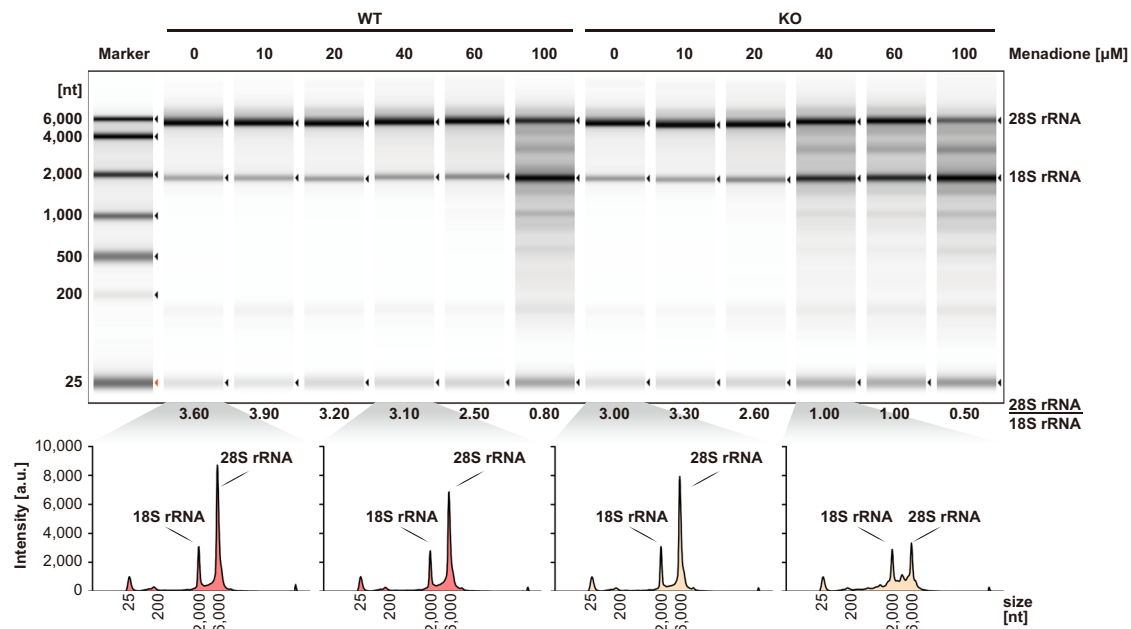 WT KO
Marker 0 10 20 40 60 100 0 10 20 40 60 100 Menadione [µM]
[nt]
6,000 28S rRNA
4,000
2,000 18S rRNA
1,000
500
200
25
3.60 3.90 3.20 3.10 2.50 0.80 3.00 3.30 2.60 1.00 1.00 0.50 28S rRNA
18S rRNA
Intensity [a.u.]
10,000
8,000
6,000
4,000
2,000
0
28S rRNA
18S rRNA
28S rRNA
18S rRNA
28S rRNA
18S rRNA
18S rRNA 28S rRNA
25 200 2,000 6,000 25 200 2,000 6,000 25 200 2,000 6,000 25 200 2,000 6,000 size
[nt]